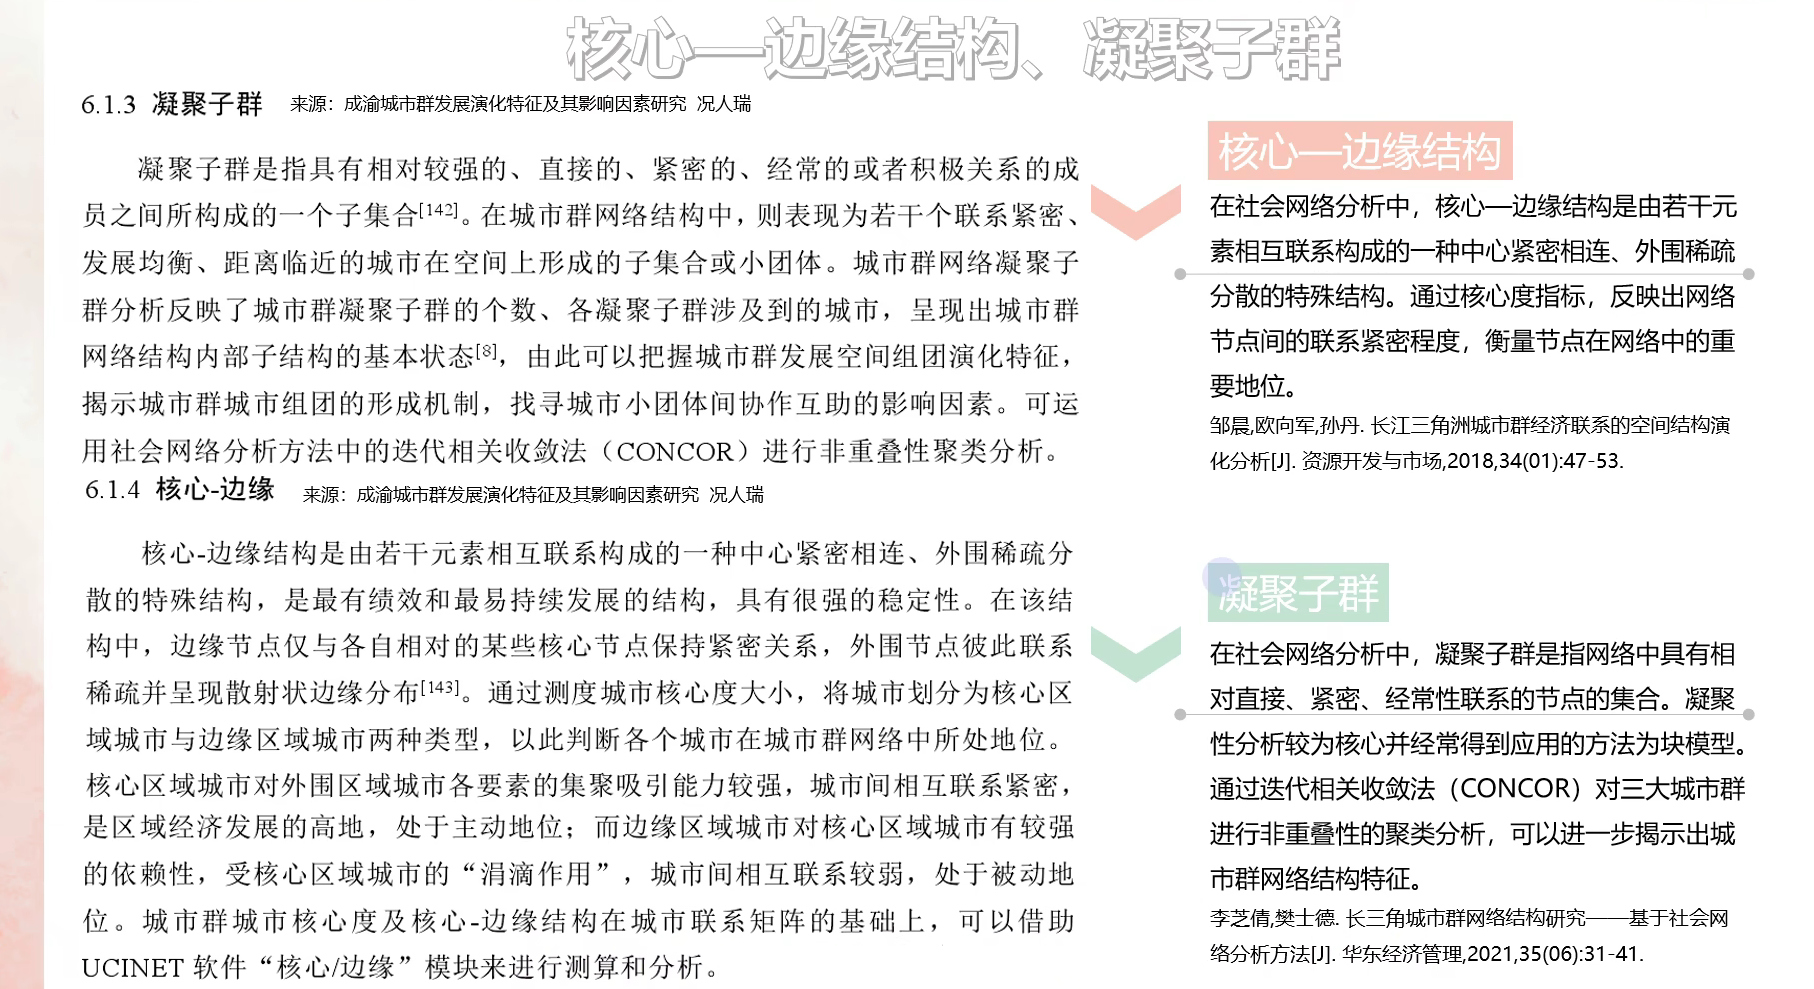 核心—边缘结构、凝聚子群
6.1.3 凝聚子群 来源：成渝城市群发展演化特征及其影响因素研究 况人瑞
凝聚子群是指具有相对较强的、直接的、紧密的、经常的或者积极关系的成
员之间所构成的一个子集合[142]。在城市群网络结构中，则表现为若干个联系紧密、
发展均衡、距离临近的城市在空间上形成的子集合或小团体。城市群网络凝聚子
群分析反映了城市群凝聚子群的个数、各凝聚子群涉及到的城市，呈现出城市群
网络结构内部子结构的基本状态[8]，由此可以把握城市群发展空间组团演化特征，
揭示城市群城市组团的形成机制，找寻城市小团体间协作互助的影响因素。可运
用社会网络分析方法中的迭代相关收敛法（CONCOR）进行非重叠性聚类分析。
6.1.4 核心-边缘 来源：成渝城市群发展演化特征及其影响因素研究 况人瑞
核心-边缘结构是由若干元素相互联系构成的一种中心紧密相连、外围稀疏分
散的特殊结构，是最有绩效和最易持续发展的结构，具有很强的稳定性。在该结
构中，边缘节点仅与各自相对的某些核心节点保持紧密关系，外围节点彼此联系
稀疏并呈现散射状边缘分布[143]。通过测度城市核心度大小，将城市划分为核心区
域城市与边缘区域城市两种类型，以此判断各个城市在城市群网络中所处地位。
核心区域城市对外围区域城市各要素的集聚吸引能力较强，城市间相互联系紧密，
是区域经济发展的高地，处于主动地位；而边缘区域城市对核心区域城市有较强
的依赖性，受核心区域城市的“涓滴作用”，城市间相互联系较弱，处于被动地
位。城市群城市核心度及核心-边缘结构在城市联系矩阵的基础上，可以借助
UCINET 软件“核心/边缘”模块来进行测算和分析。
核心—边缘结构
在社会网络分析中，核心—边缘结构是由若干元
素相互联系构成的一种中心紧密相连、外围稀疏
分散的特殊结构。通过核心度指标，反映出网络
节点间的联系紧密程度，衡量节点在网络中的重
要地位。
邹晨,欧向军,孙丹. 长江三角洲城市群经济联系的空间结构演
化分析[J]. 资源开发与市场,2018,34(01):47-53.
凝聚子群
在社会网络分析中，凝聚子群是指网络中具有相
对直接、紧密、经常性联系的节点的集合。凝聚
性分析较为核心并经常得到应用的方法为块模型。
通过迭代相关收敛法（CONCOR）对三大城市群
进行非重叠性的聚类分析，可以进一步揭示出城
市群网络结构特征。
李芝倩,樊士德. 长三角城市群网络结构研究——基于社会网
络分析方法[J]. 华东经济管理,2021,35(06):31-41.